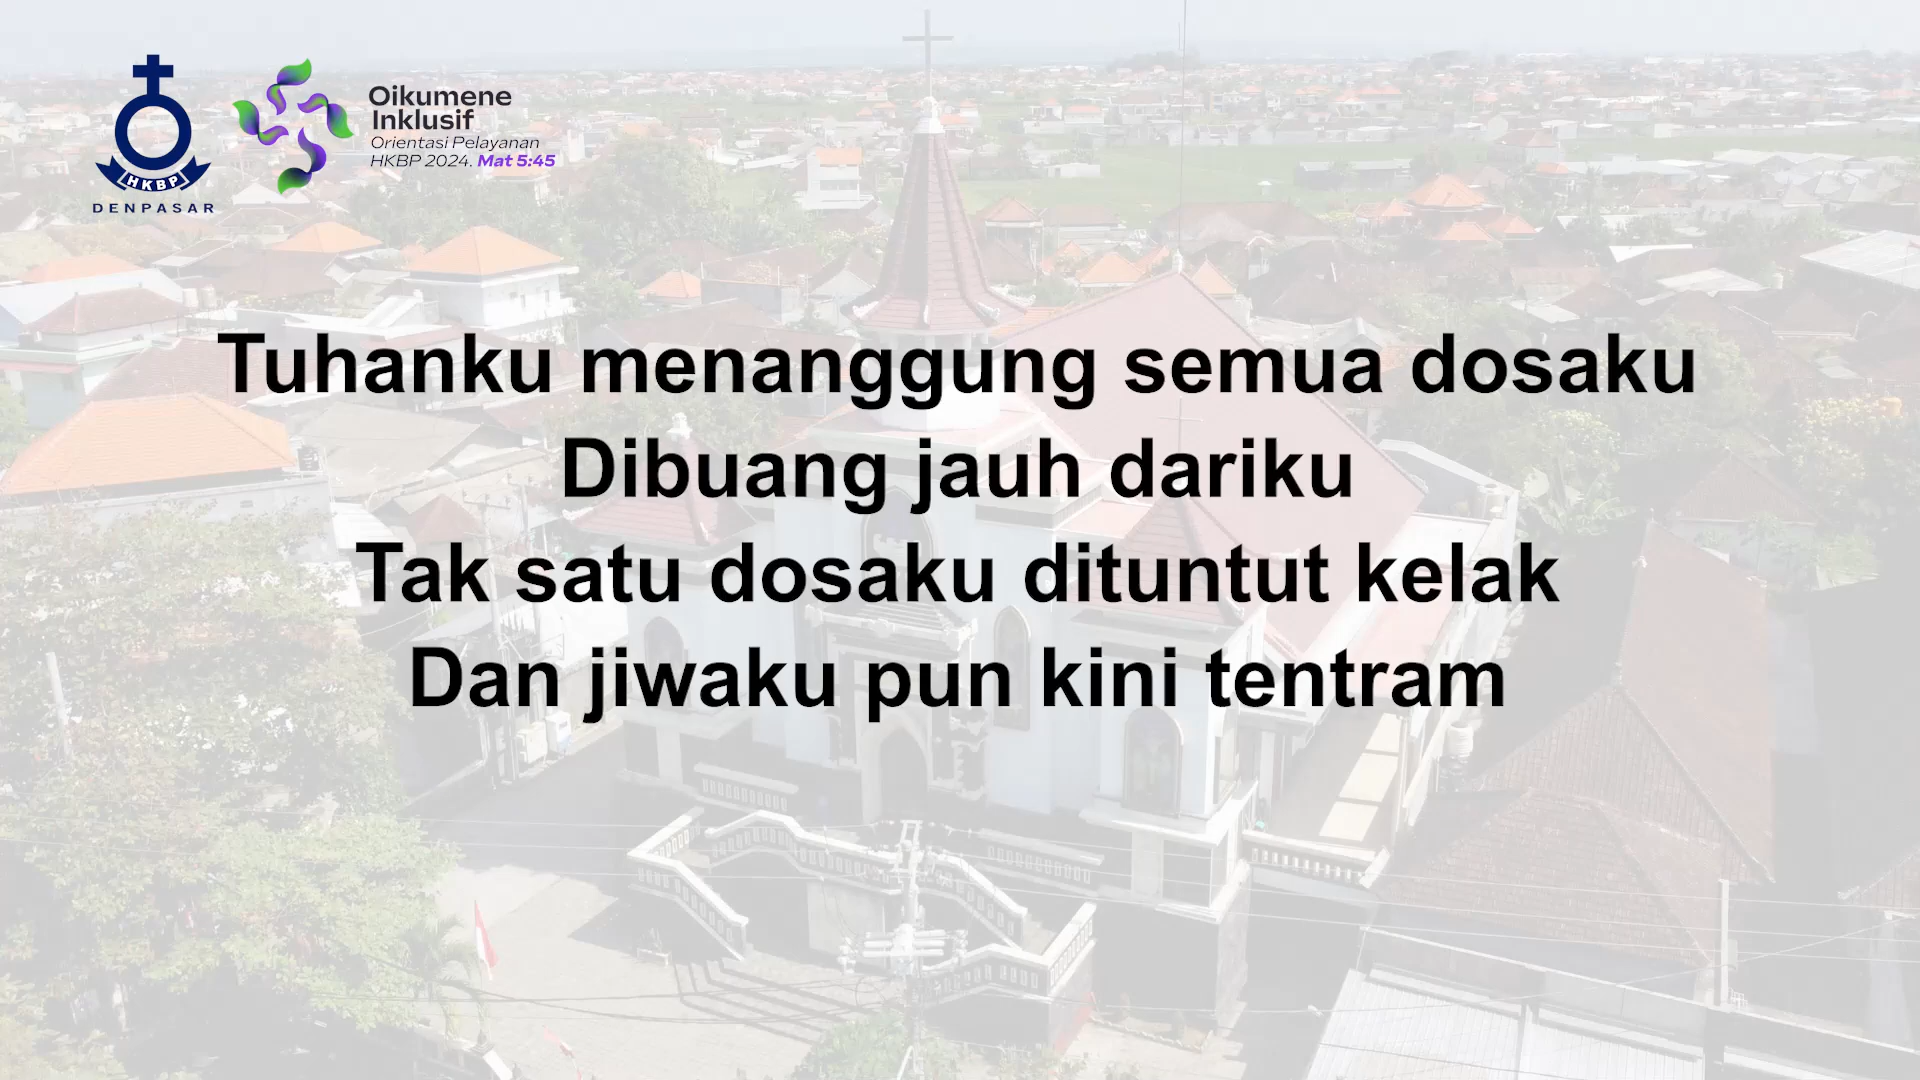 HKBP
DENPASAR
Oikumene
Inklusif
Orientasi Pelayanan
HKBP 2024. Mat 5:45
Tuhanku menanggung semua dosaku
Dibuang jauh dariku
Tak satu dosaku dituntut kelak
Dan jiwaku pun kini tentram